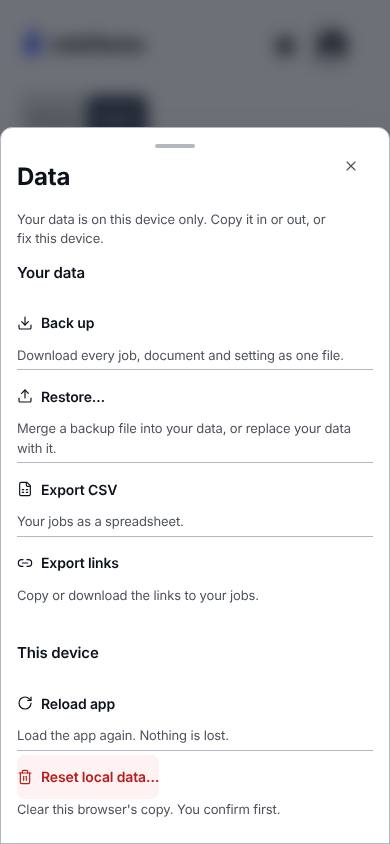 Data
Your data is on this device only. Copy it in or out, or
fix this device.
Your data
Back up
Download every job, document and setting as one file.
Restore...
Merge a backup file into your data, or replace your data
with it.
Export CSV
Your jobs as a spreadsheet.
Export links
Copy or download the links to your jobs.
This device
Reload app
Load the app again. Nothing is lost.
Reset local data...
Clear this browser's copy. You confirm first.